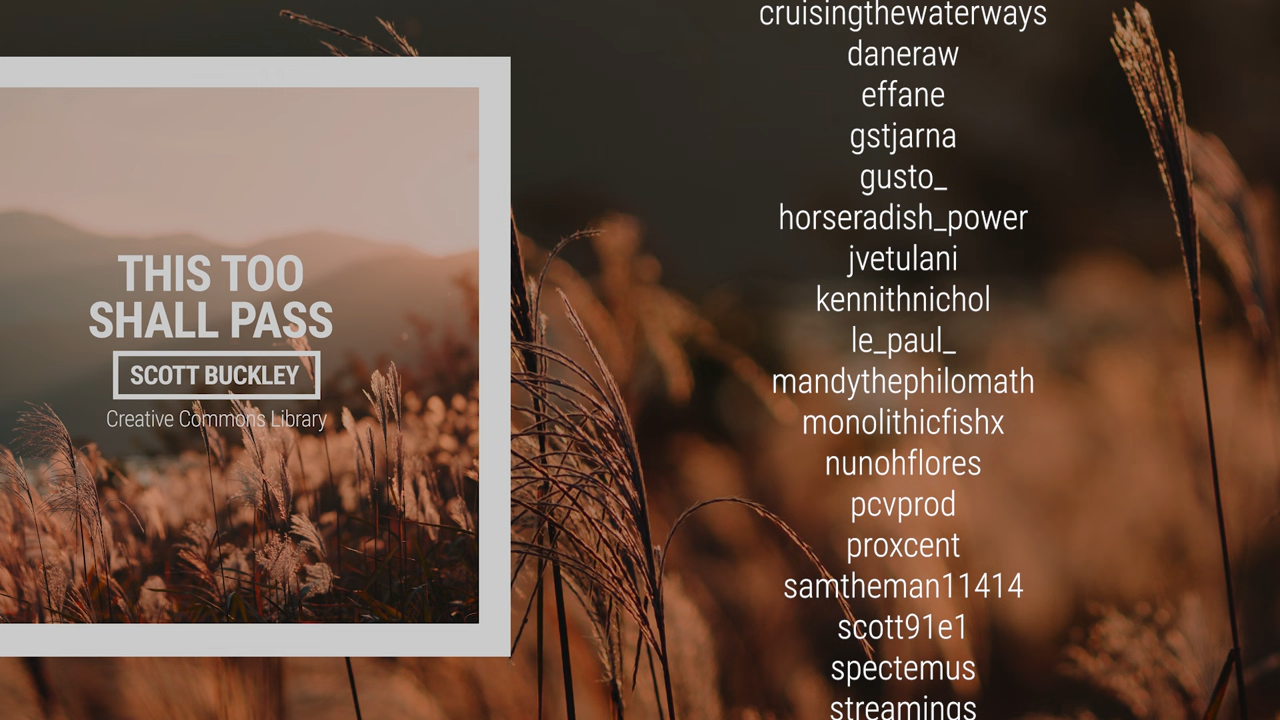 THIS TOO
SHALL PASS
SCOTT BUCKLEY
Creative Commons Library
cruisingthewaterways
daneraw
effane
gstjarna
gusto_
horseradish_power
jvetulani
kennithnichol
le_paul_
mandythephilomath
monolithicfishx
nunohflores
pcvprod
proxcent
samtheman11414
scott91e1
spectemus
streamings